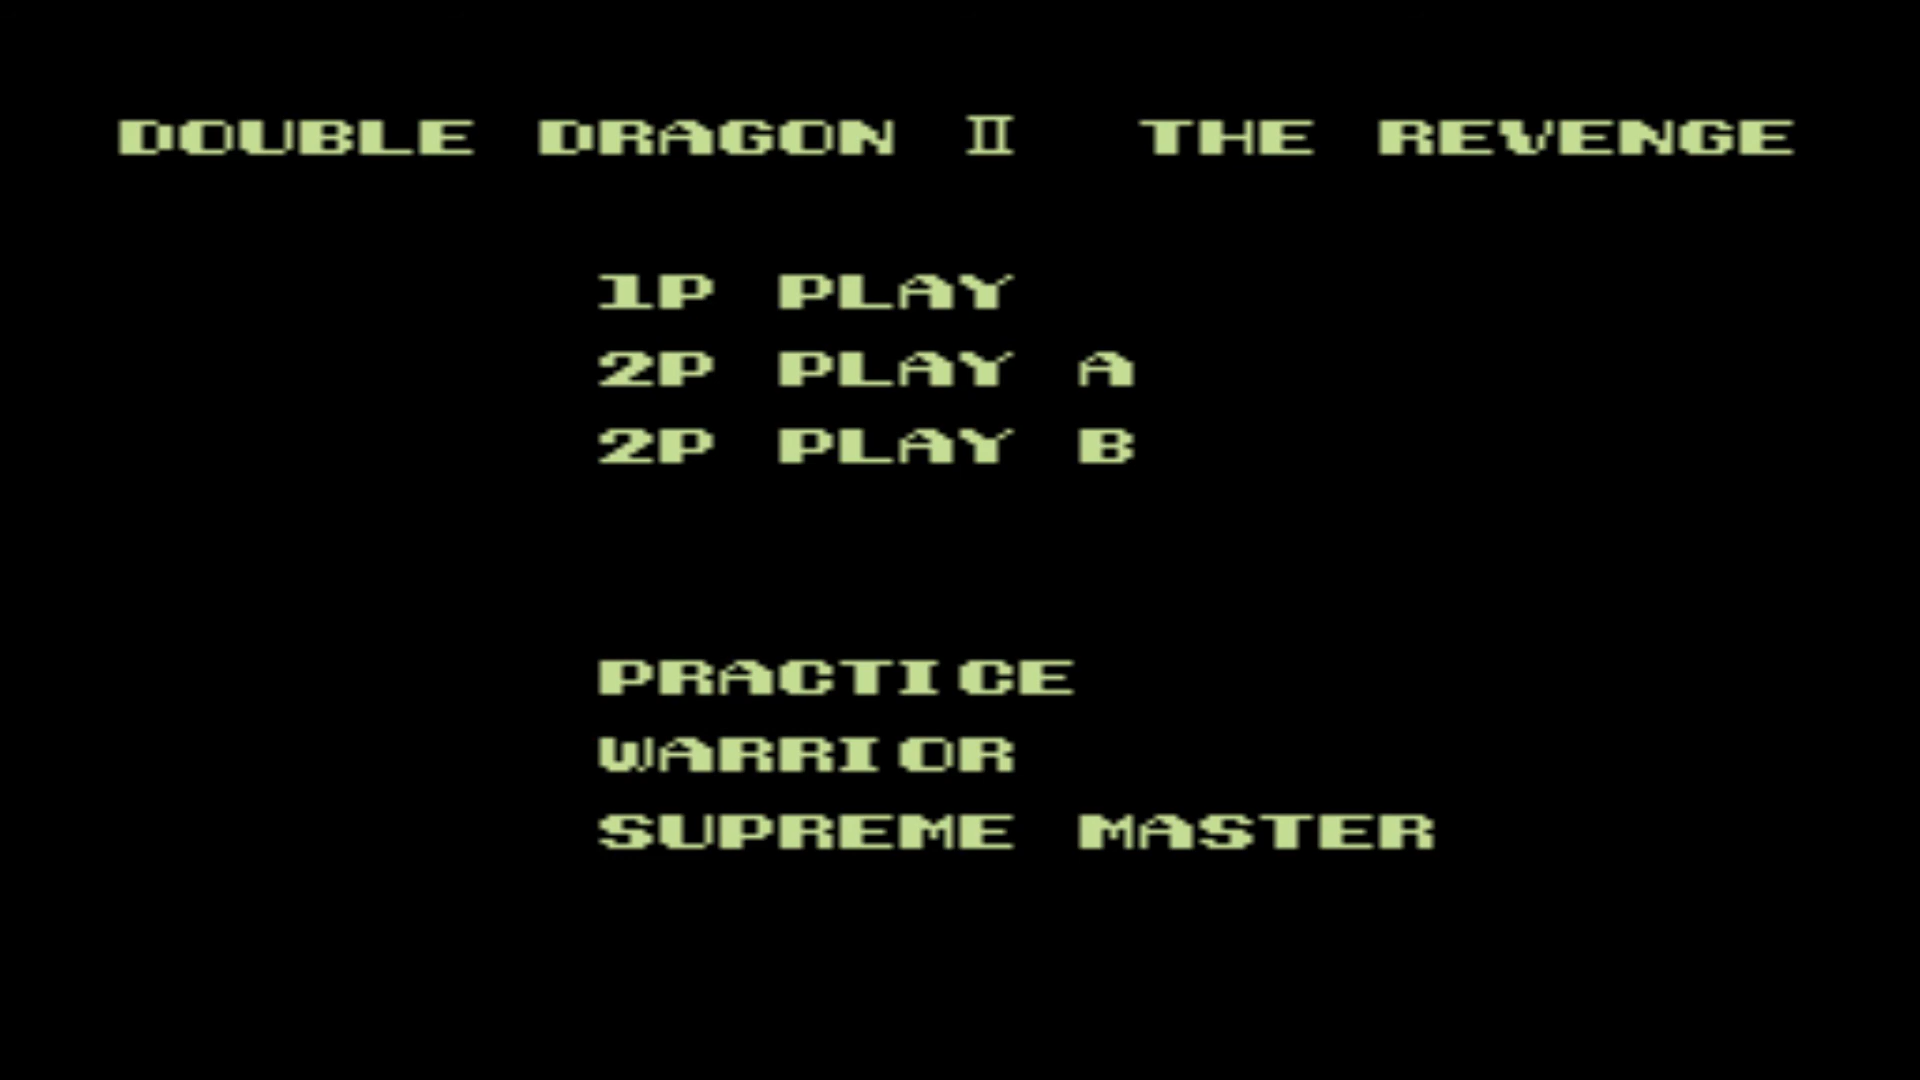 DOUBLE DRAGON II THE REVENGE
1P PLAY
2P PLAY A
2P PLAY B
PRACTICE
WARRIOR
SUPREME MASTER